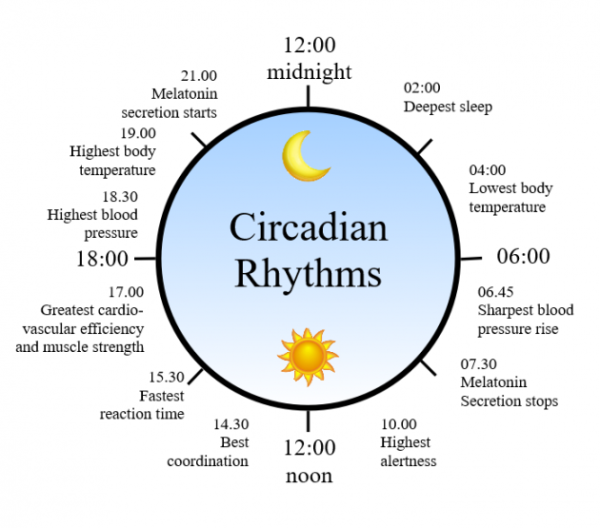 12:00
midnight
02:00
Deepest sleep
04:00
Lowest body
temperature
06:00
06.45
Sharpest blood
pressure rise
07.30
Melatonin
Secretion stops
10.00
Highest
alertness
12:00
noon
14.30
Best
coordination
15.30
Fastest
reaction time
17.00
Greatest cardio-
vascular efficiency
and muscle strength
18:00
18.30
Highest blood
pressure
19.00
Highest body
temperature
21.00
Melatonin
secretion starts
Circadian
Rhythms